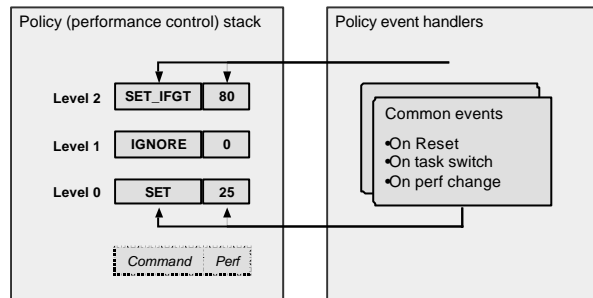 Policy (performance control) stack
Policy event handlers
Level 2 SET_IFGT 80
Level 1 IGNORE 0
Level 0 SET 25
Command Perf
Common events
•On Reset
•On task switch
•On perf change